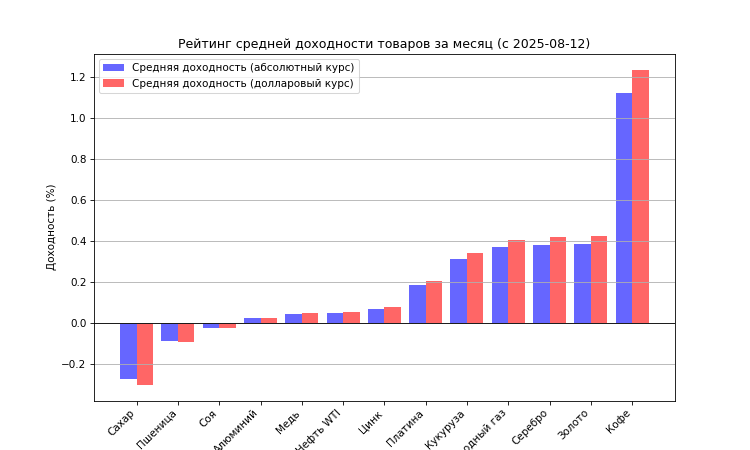 Рейтинг средней доходности товаров за месяц (с 2025-08-12)
Средняя доходность (абсолютный курс)
Средняя доходность (долларовый курс)
Доходность (%)
1.2
1.0
0.8
0.6
0.4
0.2
0.0
−0.2
Сахар
Пшеница
Соя
Алюминий
Медь
Нефть WTI
Цинк
Платина
Кукуруза
газ
Серебро
Золото
Кофе